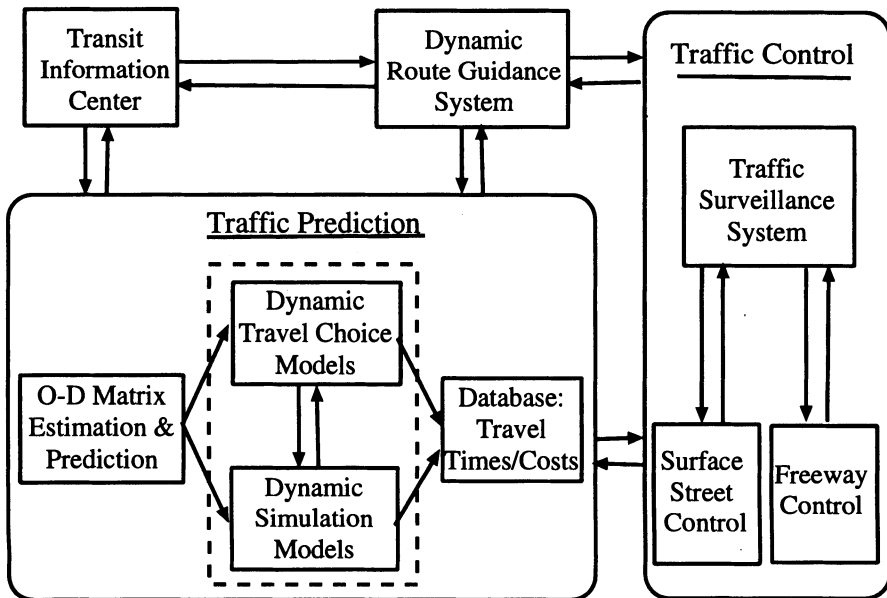 Transit
Information
Center
Dynamic
Route Guidance
System
Traffic Control
Traffic
Surveillance
System
Traffic Prediction
Dynamic
Travel Choice
Models
O-D Matrix
Estimation &
Prediction
Database:
Travel
Times/Costs
Dynamic
Simulation
Models
Surface
Street
Control
Freeway
Control